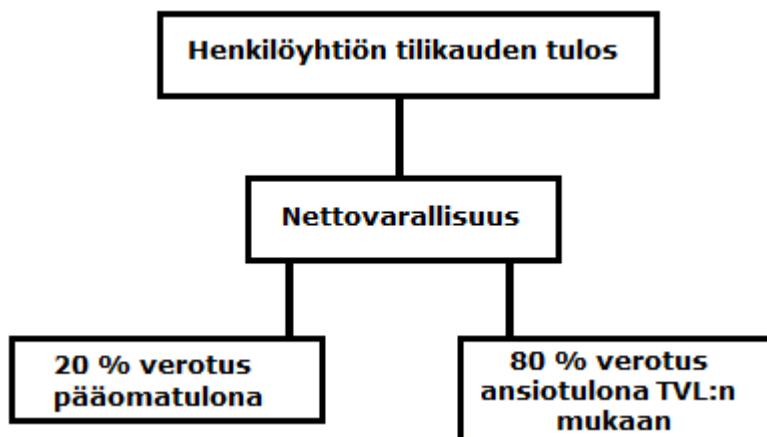 Henkilöyhtiön tilikauden tulos
Nettovarallisuus
20 % verotus
pääomatulona
80 % verotus
ansiotulona TVL:n
mukaan